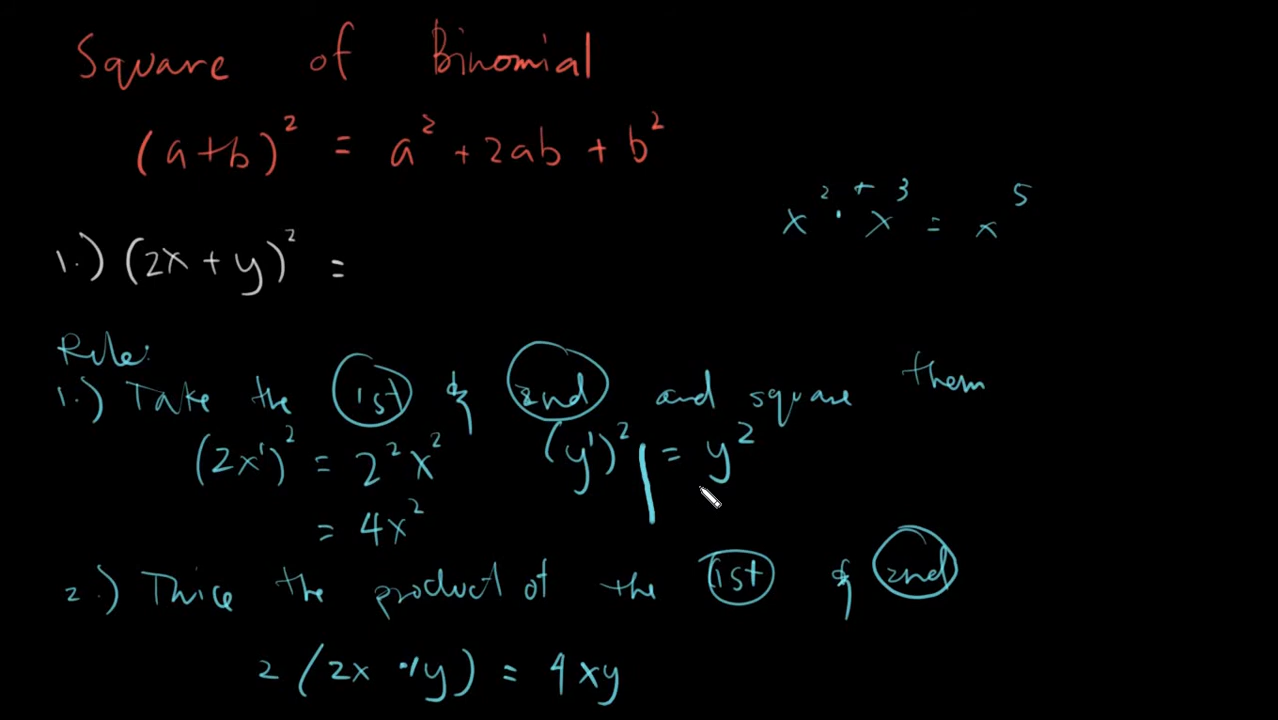 Square of Binomial
(a+b)² = a² + 2ab + b²
x² · + x³ = x⁵
1.) (2x + y)² =
Rule:
1.) Take the 1st & 2nd and square them
(2x¹)² = 2²x² (y¹)² | = y²
= 4x²
2.) Thice the product of the 1st & 2nd
2 (2x · 1y) = 4xy